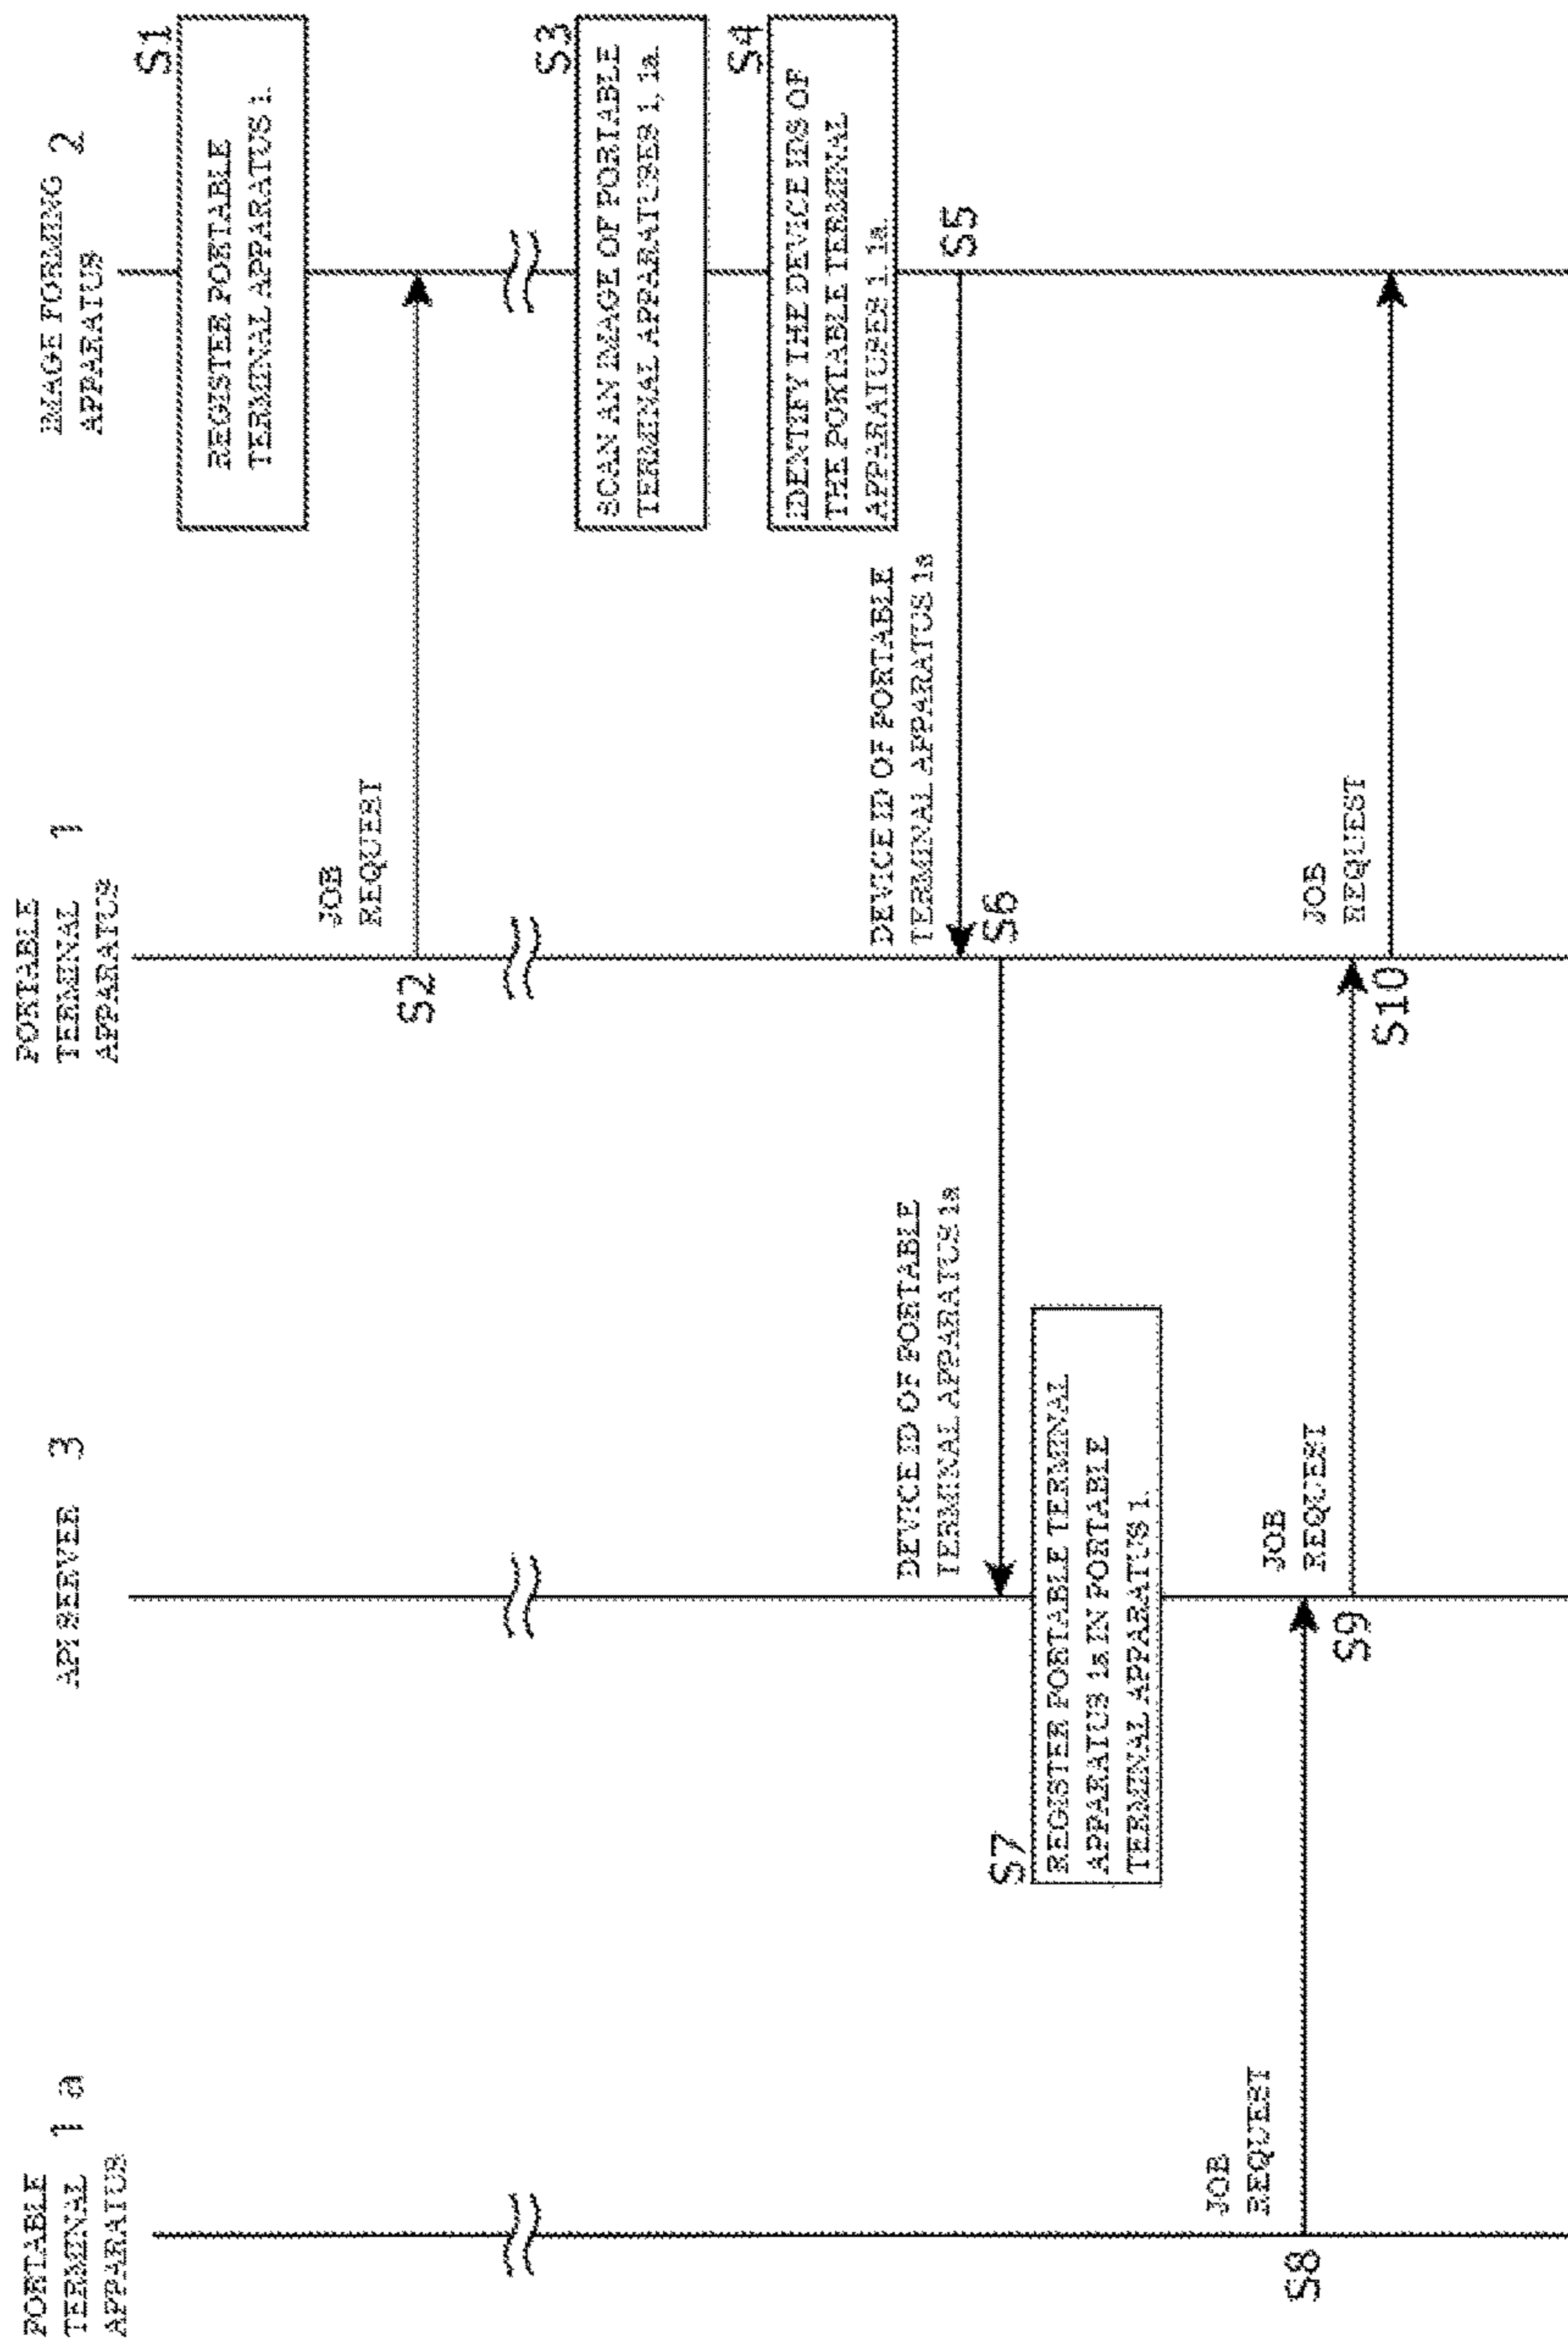 PORTABLE
TERMINAL 1a
APPARATUS
API SERVER 3
PORTABLE
TERMINAL 1
APPARATUS
IMAGE FORMING 2
APPARATUS
S1
REGISTER PORTABLE
TERMINAL APPARATUS 1.
JOB
REQUEST
S2
S3
SCAN AN IMAGE OF PORTABLE
TERMINAL APPARATUSES 1, 1a.
S4
IDENTIFY THE DEVICE IDS OF
THE PORTABLE TERMINAL
APPARATUSES 1, 1a.
S5
DEVICE ID OF PORTABLE
TERMINAL APPARATUS 1a
S6
DEVICE ID OF PORTABLE
TERMINAL APPARATUS 1a
S7
REGISTER PORTABLE TERMINAL
APPARATUS 1a IN PORTABLE
TERMINAL APPARATUS 1.
JOB
REQUEST
S8
JOB
REQUEST
S9
JOB
REQUEST
S10